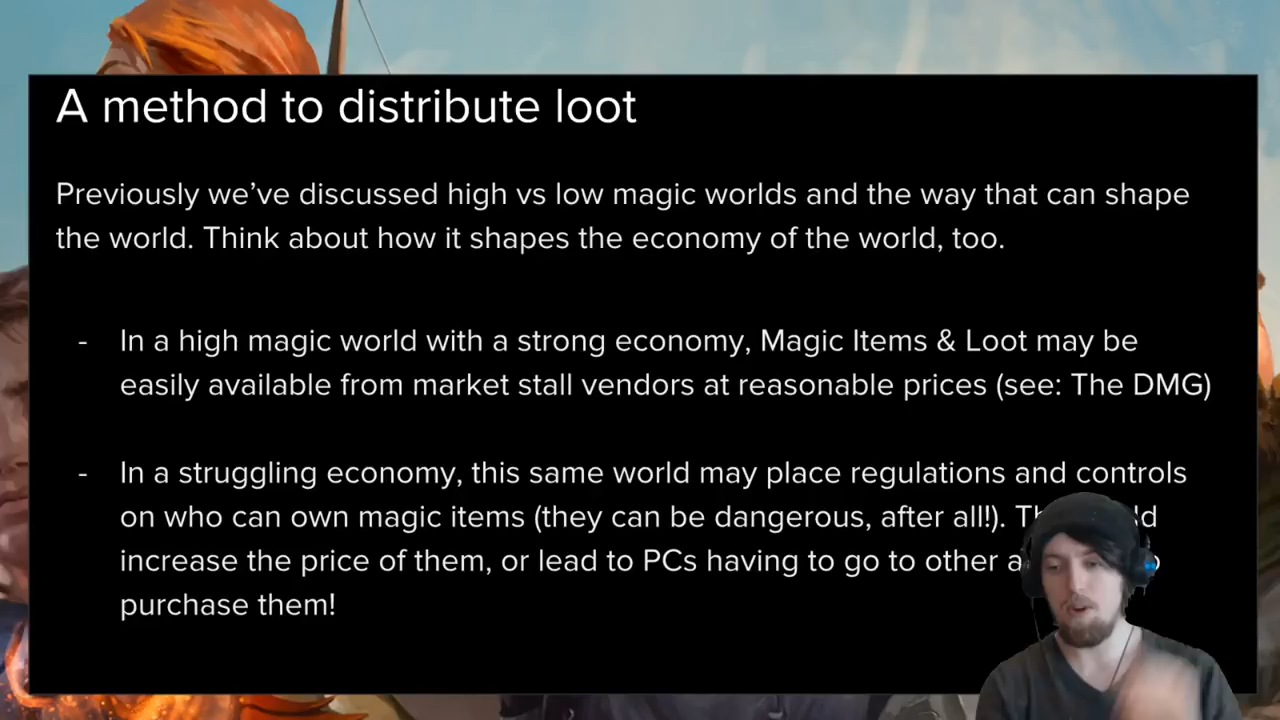 A method to distribute loot
Previously we've discussed high vs low magic worlds and the way that can shape
the world. Think about how it shapes the economy of the world, too.
- In a high magic world with a strong economy, Magic Items & Loot may be
easily available from market stall vendors at reasonable prices (see: The DMG)
- In a struggling economy, this same world may place regulations and controls
on who can own magic items (they can be dangerous, after all!).
increase the price of them, or lead to PCs having to go to other
purchase them!